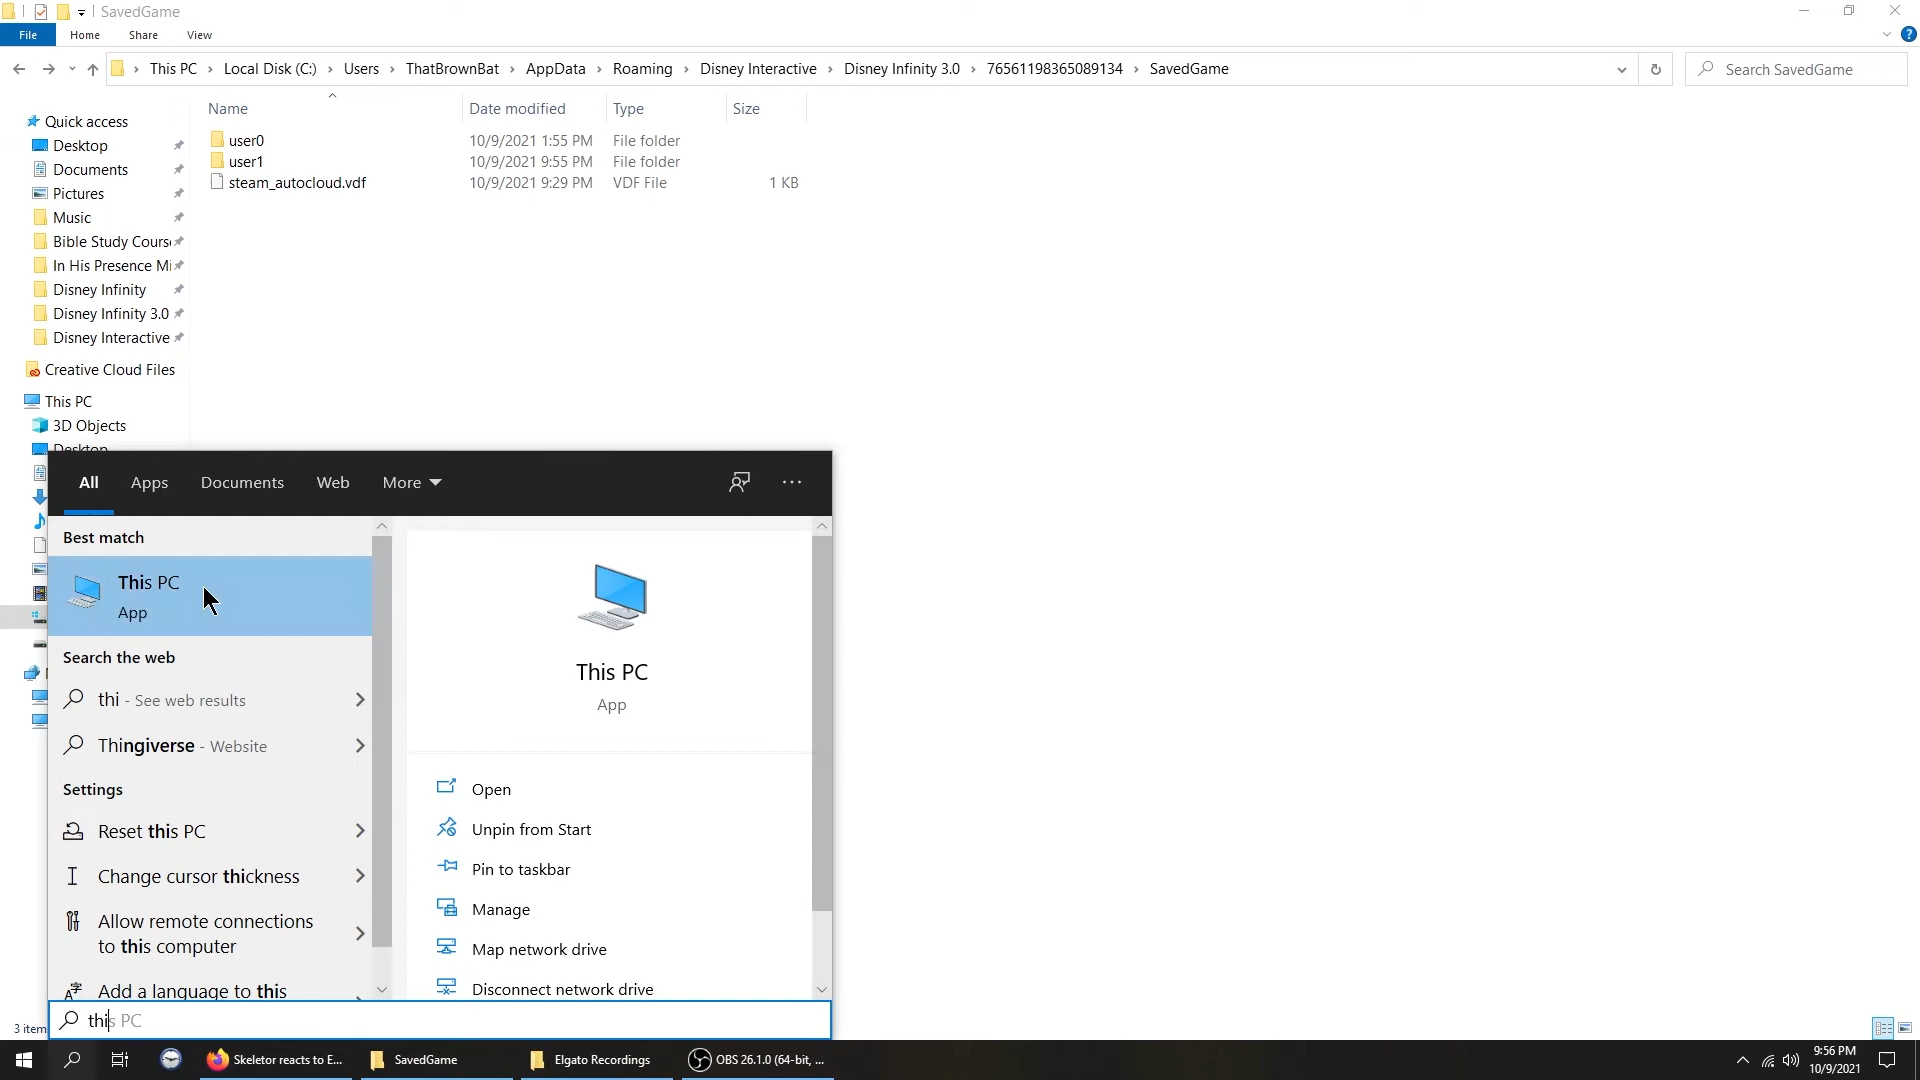 SavedGame
File Home Share View
This PC Local Disk (C:) Users ThatBrownBat AppData Roaming Disney Interactive Disney Infinity 3.0 76561198365089134 SavedGame
Search SavedGame
Name Date modified Type Size
user0 10/9/2021 1:55 PM File folder
user1 10/9/2021 9:55 PM File folder
steam_autocloud.vdf 10/9/2021 9:29 PM VDF File 1 KB
Quick access
Desktop
Documents
Pictures
Music
Bible Study Cours
In His Presence Mi
Disney Infinity
Disney Infinity 3.0
Disney Interactive
Creative Cloud Files
This PC
3D Objects
Desktop
All Apps Documents Web More
Best match
This PC
App
Search the web
thi - See web results
Thingiverse - Website
Settings
Reset this PC
Change cursor thickness
Allow remote connections
to this computer
Add a language to this
This PC
App
Open
Unpin from Start
Pin to taskbar
Manage
Map network drive
Disconnect network drive
3 item
this PC
Skeletor reacts to E... SavedGame Elgato Recordings OBS 26.1.0 (64-bit, ...
9:56 PM
10/9/2021